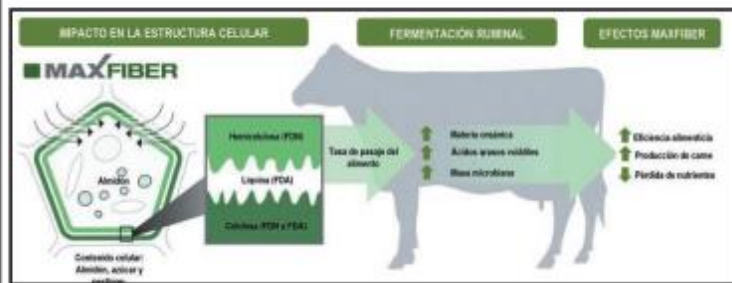 IMPACTO EN LA ESTRUCTURA CELULAR
FERMENTACIÓN RUMINAL
EFECTOS MAXFIBER
MAXFIBER
Almidón
Hemicelulosa (FDN)
Lignina (FDA)
Celulosa (FDN y FDA)
Contenido celular:
Almidón, azúcar y
Tasa de pasaje del
alimento
Materia orgánica
Ácidos grasos volátiles
Masa microbiana
Eficiencia alimenticia
Producción de carne
Pérdida de nutrientes